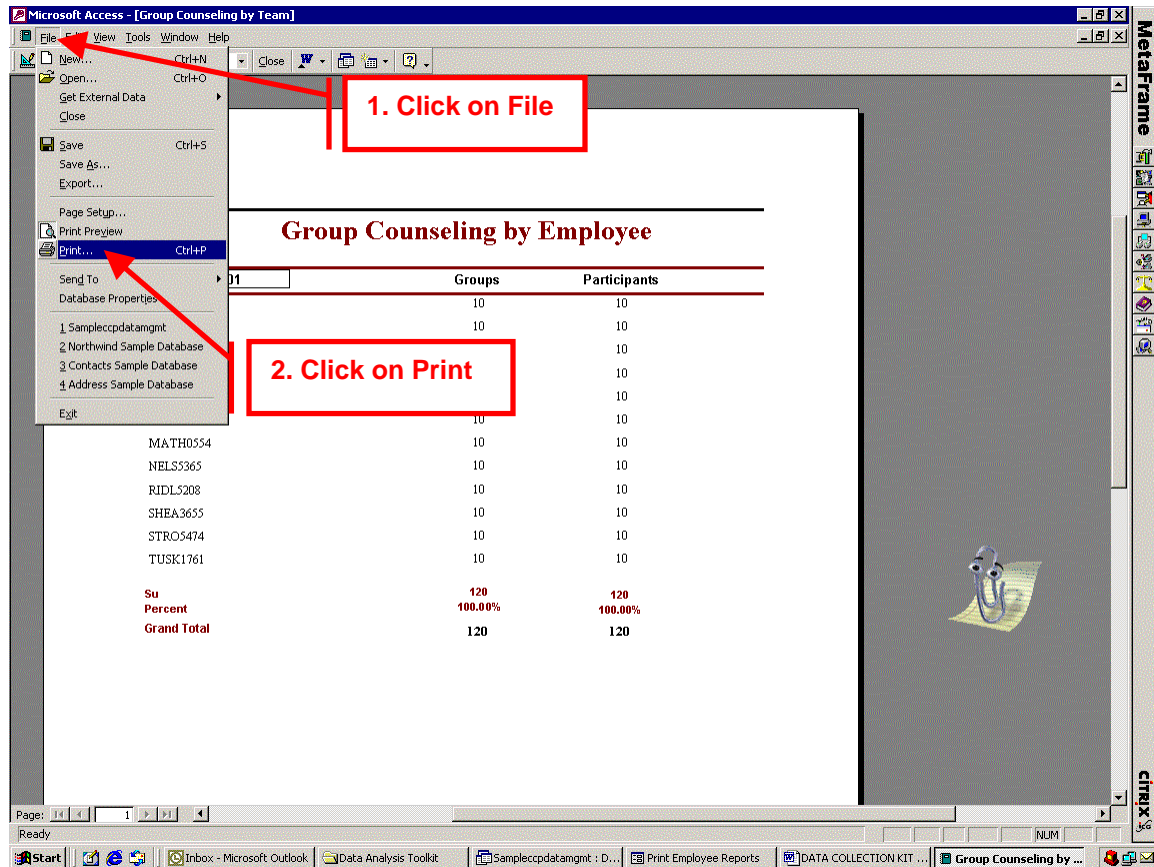 Microsoft Access - [Group Counseling by Team]
File Edit View Tools Window Help
New... Ctrl+N
Close
Open... Ctrl+O
Get External Data
Close
Save Ctrl+S
Save As...
Export...
Page Setup...
Print Preview
Print... Ctrl+P
Send To
Database Properties
1 Sampleccpdatamgmt
2 Northwind Sample Database
3 Contacts Sample Database
4 Address Sample Database
Exit
1. Click on File
2. Click on Print
Group Counseling by Employee
01 Groups Participants
10 10
10 10
10
10
10
10 10
MATH0554 10 10
NELS5365 10 10
RIDL5208 10 10
SHEA3655 10 10
STRO5474 10 10
TUSK1761 10 10
Su 120 120
Percent 100.00% 100.00%
Grand Total 120 120
MetaFrame
CITRIX
Page: 1
Ready NUM
Start Inbox - Microsoft Outlook Data Analysis Toolkit Sampleccpdatamgmt : D... Print Employee Reports DATA COLLECTION KIT ... Group Counseling by ...